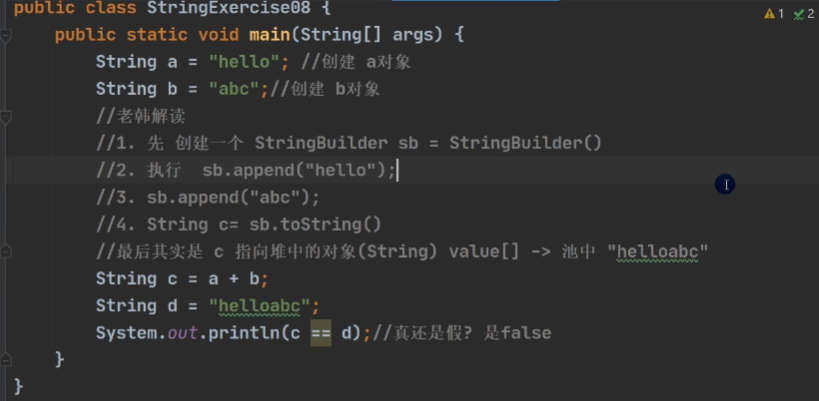 public class StringExercise08 {
1 2
public static void main(String[] args) {
String a = "hello"; //创建 a对象
String b = "abc";//创建 b对象
//老韩解读
//1. 先 创建一个 StringBuilder sb = StringBuilder()
//2. 执行  sb.append("hello");
//3. sb.append("abc");
//4. String c= sb.toString()
//最后其实是 c 指向堆中的对象(String) value[] -> 池中 "helloabc"
String c = a + b;
String d = "helloabc";
System.out.println(c == d);//真还是假? 是false
}
}